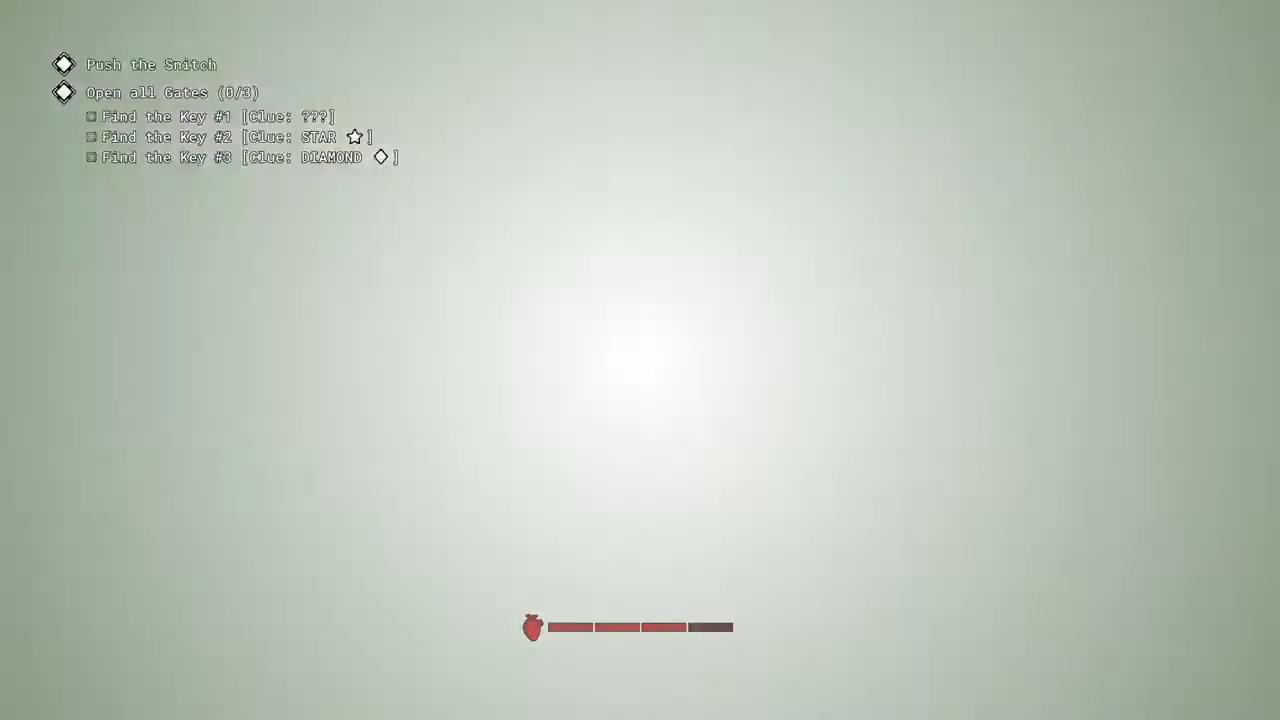 Push the Snitch
Open all Gates (0/3)
Find the Key #1 [Clue: ???]
Find the Key #2 [Clue: STAR ]
Find the Key #3 [Clue: DIAMOND ]